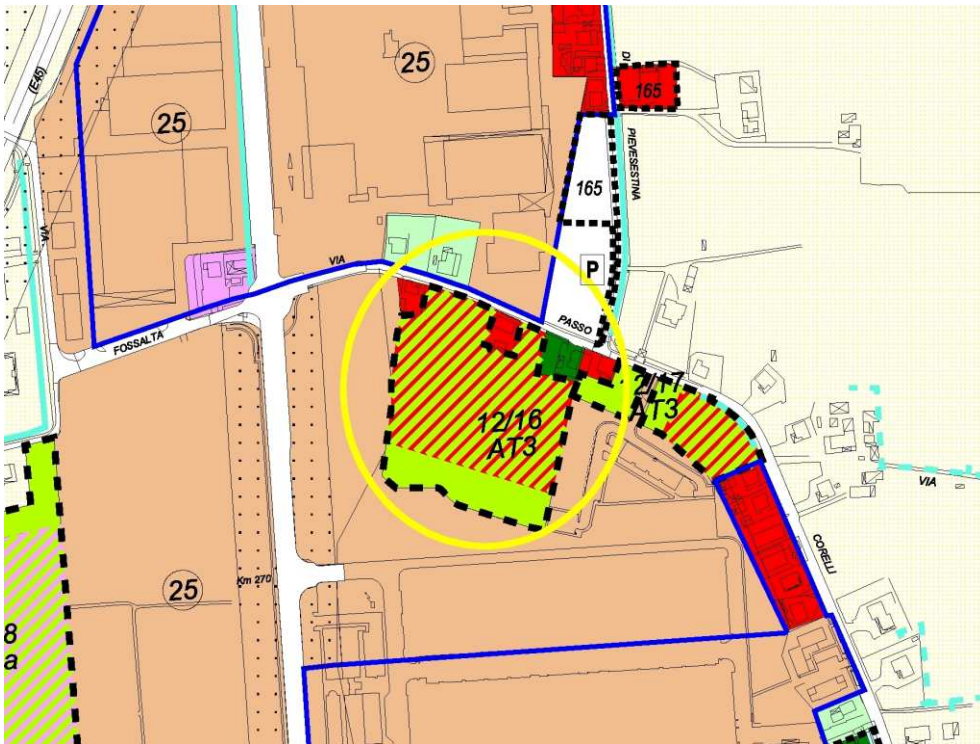 (E45)
25
25
DI
165
165
PIEVESESTINA
VIA
VIA
P
FOSSALTA
PASSO
2/17
AT3
12/16
AT3
VIA
CORELLI
Km 270
25
8
a